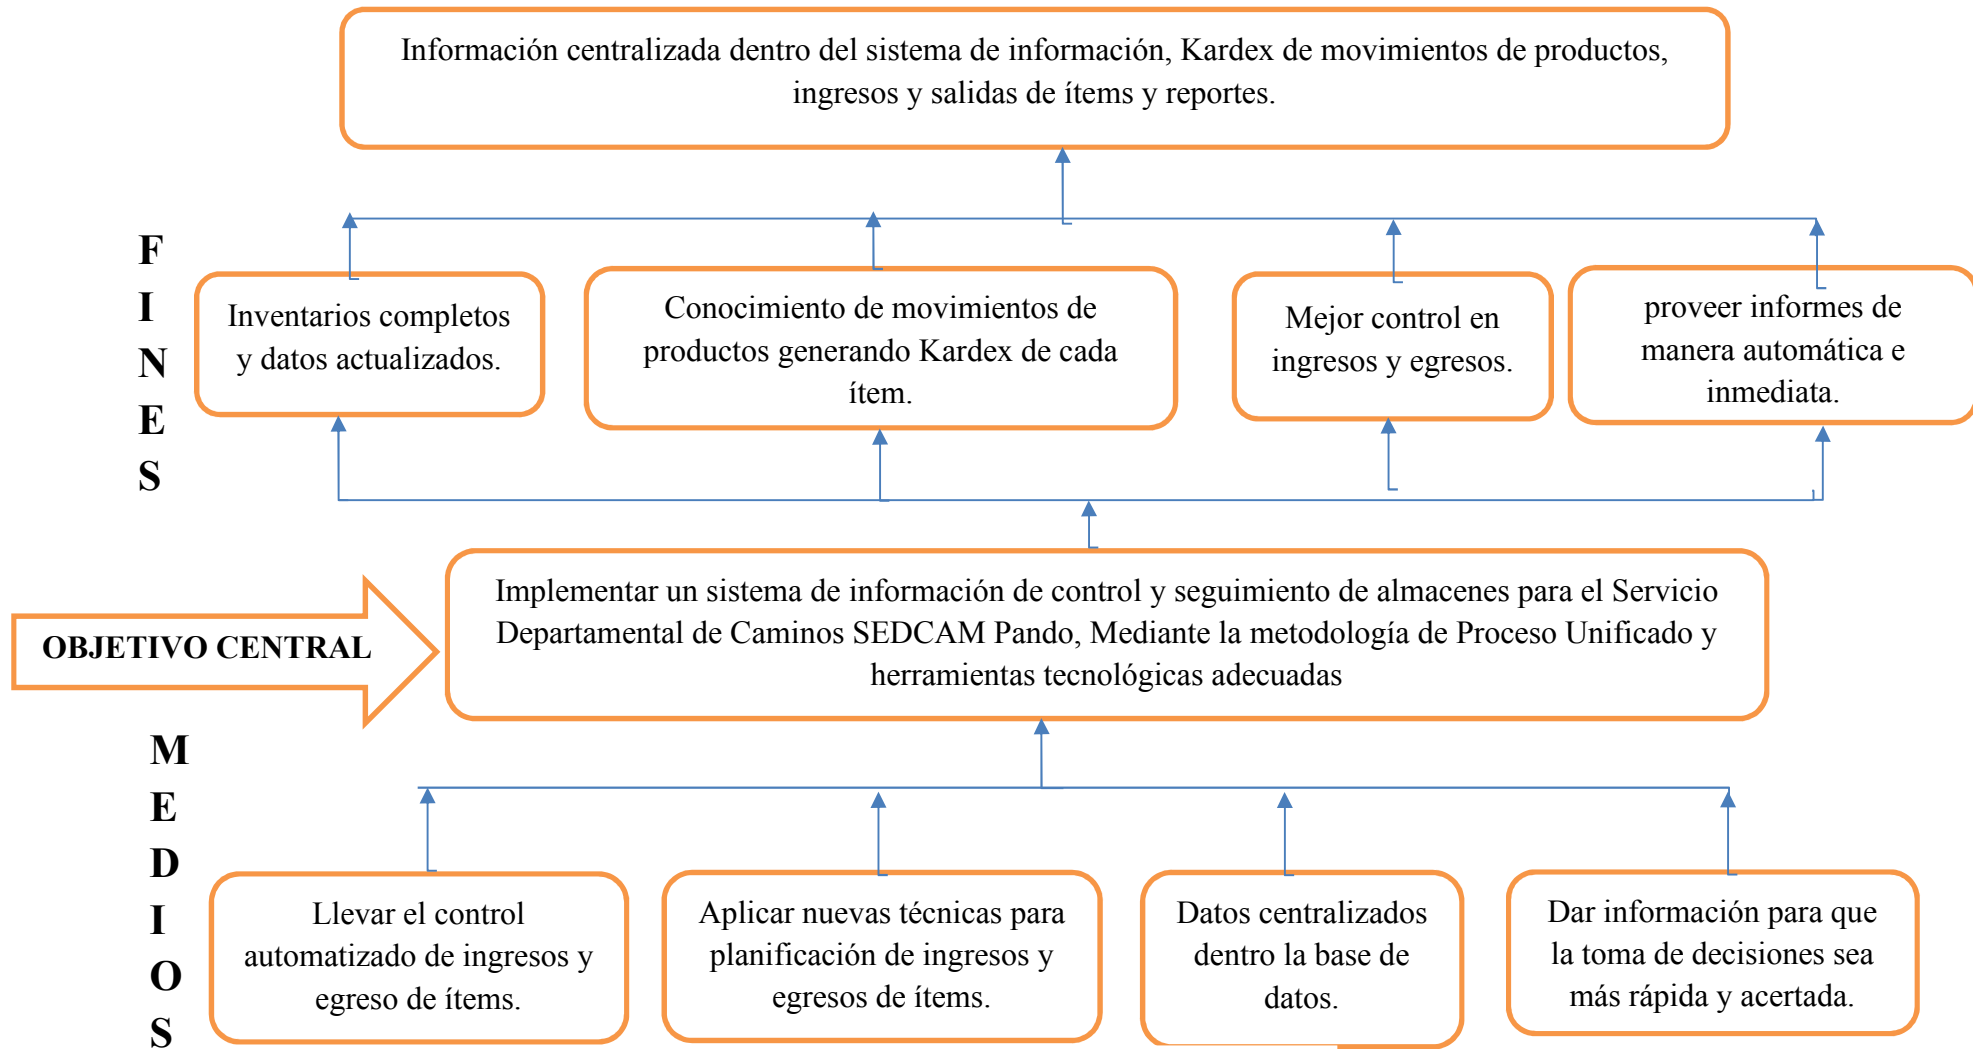 Información centralizada dentro del sistema de información, Kardex de movimientos de productos,
ingresos y salidas de ítems y reportes.
F
I
N
E
S
Inventarios completos
y datos actualizados.
Conocimiento de movimientos de
productos generando Kardex de cada
ítem.
Mejor control en
ingresos y egresos.
proveer informes de
manera automática e
inmediata.
OBJETIVO CENTRAL
Implementar un sistema de información de control y seguimiento de almacenes para el Servicio
Departamental de Caminos SEDCAM Pando, Mediante la metodología de Proceso Unificado y
herramientas tecnológicas adecuadas
M
E
D
I
O
S
Llevar el control
automatizado de ingresos y
egreso de ítems.
Aplicar nuevas técnicas para
planificación de ingresos y
egresos de ítems.
Datos centralizados
dentro la base de
datos.
Dar información para que
la toma de decisiones sea
más rápida y acertada.